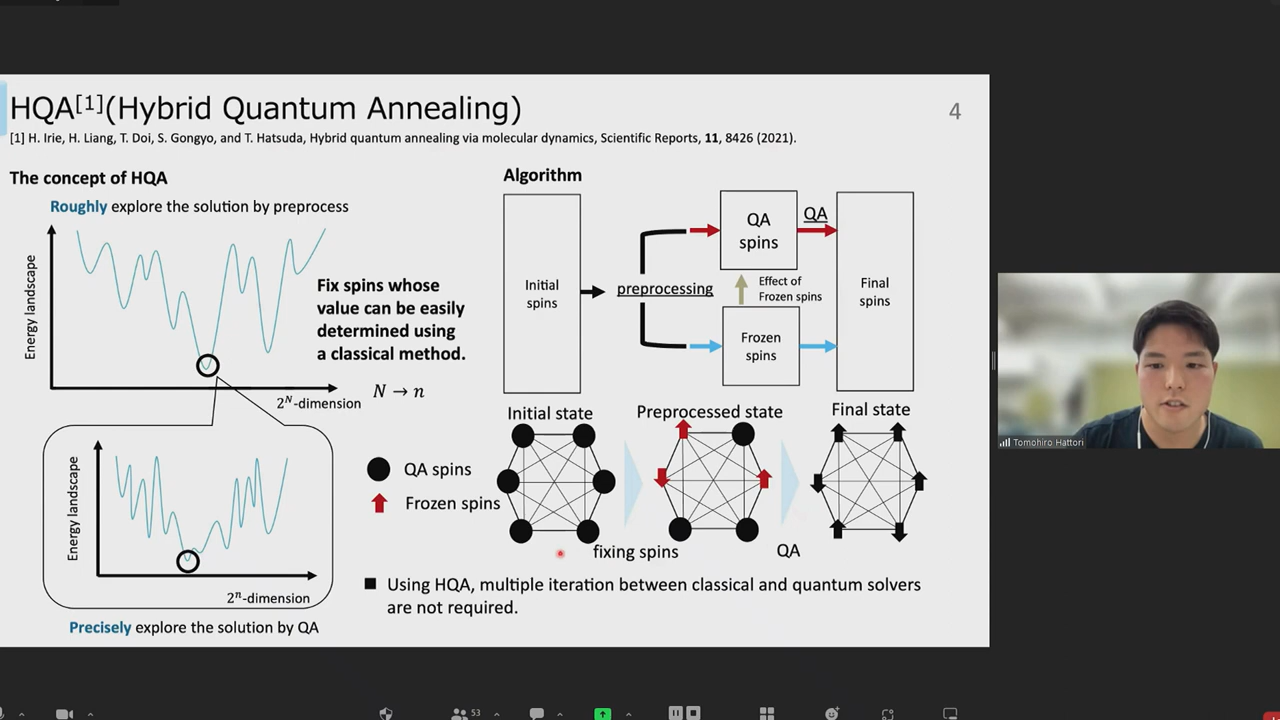 HQA[1](Hybrid Quantum Annealing)
4
[1] H. Irie, H. Liang, T. Doi, S. Gongyo, and T. Hatsuda, Hybrid quantum annealing via molecular dynamics, Scientific Reports, 11, 8426 (2021).
The concept of HQA
Roughly explore the solution by preprocess
Energy landscape
2^N-dimension
Fix spins whose
value can be easily
determined using
a classical method.
N → n
Energy landscape
2^n-dimension
Precisely explore the solution by QA
Algorithm
Initial
spins
preprocessing
QA
spins
QA
Effect of
Frozen spins
Frozen
spins
Final
spins
Initial state
Preprocessed state
Final state
QA spins
Frozen spins
fixing spins
QA
■ Using HQA, multiple iteration between classical and quantum solvers
are not required.
Tomohiro Hattori
53